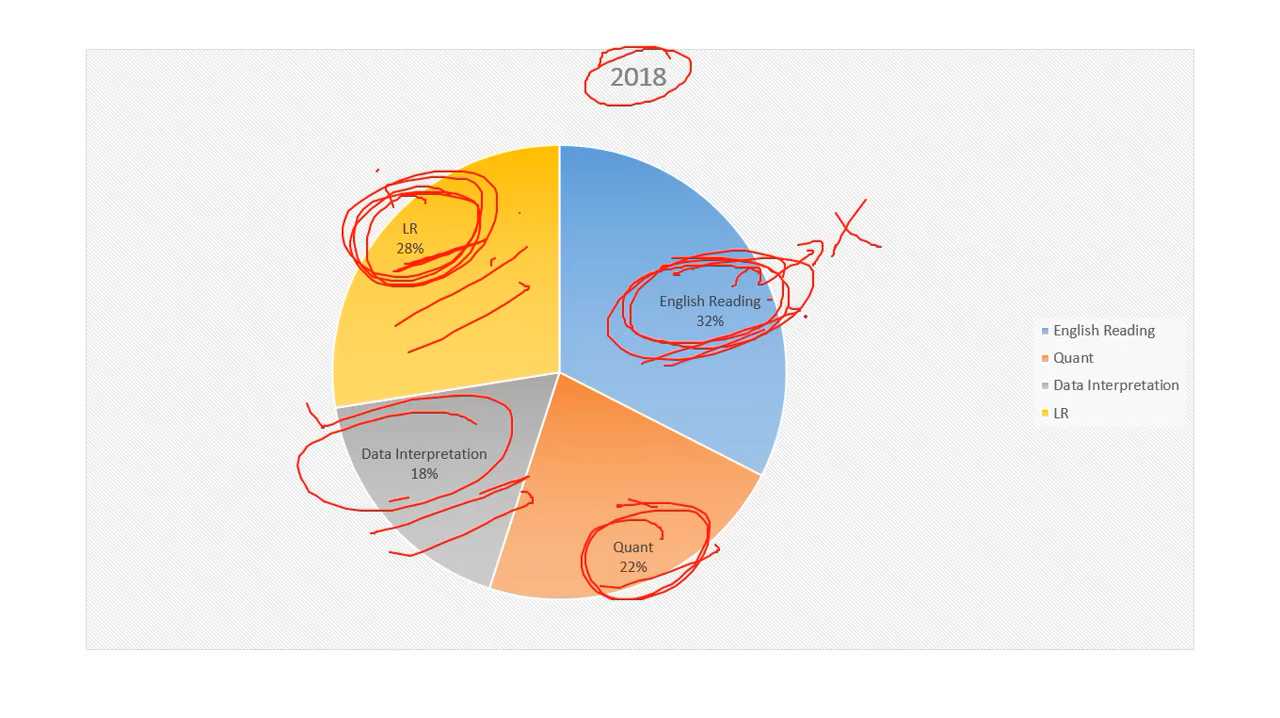 2018
LR
28%
English Reading
32%
Data Interpretation
18%
Quant
22%
English Reading
Quant
Data Interpretation
LR